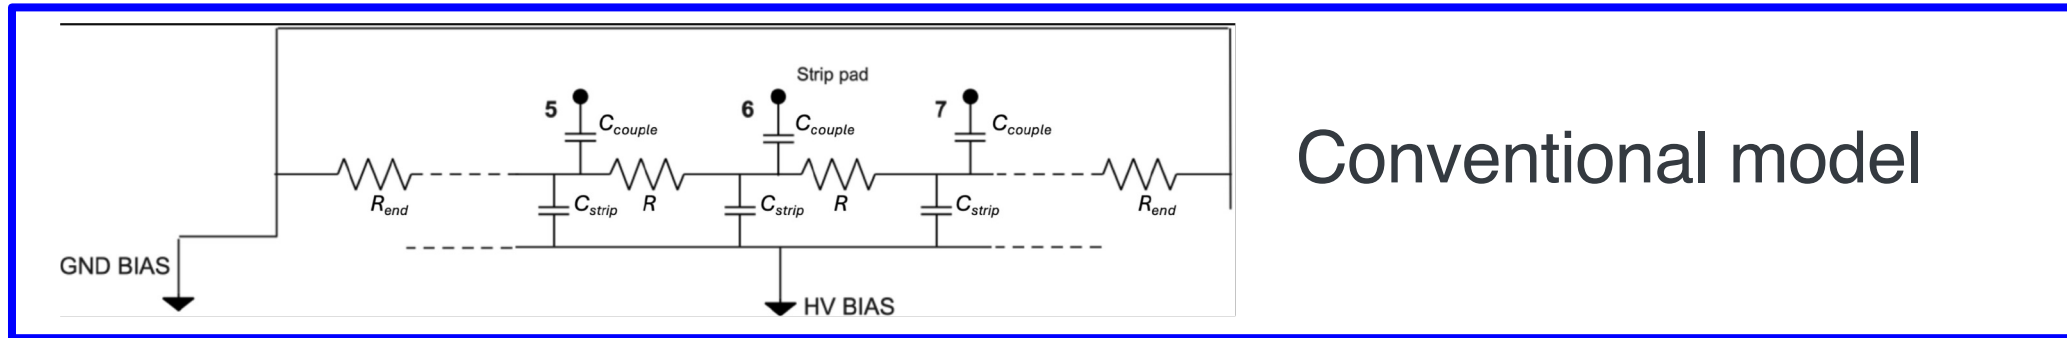 Strip pad
5
6
7
C_couple
C_couple
C_couple
R_end
C_strip
R
C_strip
R
C_strip
R_end
GND BIAS
HV BIAS
Conventional model